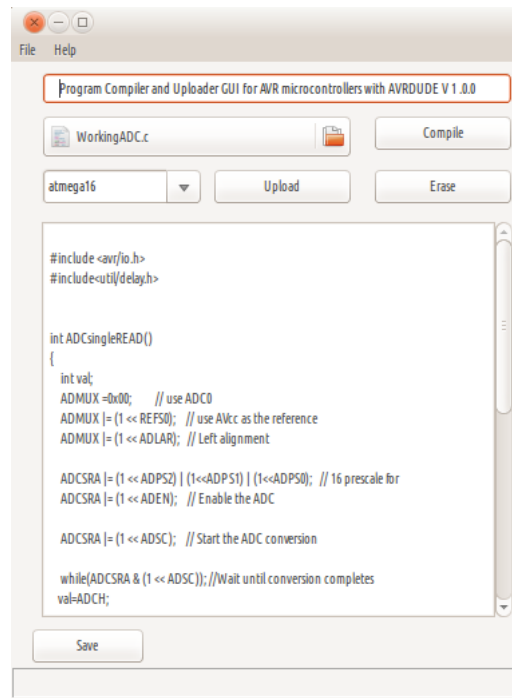 File Help
Program Compiler and Uploader GUI for AVR microcontrollers with AVRDUDE V 1 .0.0
WorkingADC.c Compile
atmega16 Upload Erase
#include <avr/io.h>
#include<util/delay.h>
int ADCsingleREAD()
{
int val;
ADMUX =0x00; // use ADC0
ADMUX |= (1 << REFS0); // use AVcc as the reference
ADMUX |= (1 << ADLAR); // Left alignment
ADCSRA |= (1 << ADPS2) | (1<<ADPS1) | (1<<ADPS0); // 16 prescale for
ADCSRA |= (1 << ADEN); // Enable the ADC
ADCSRA |= (1 << ADSC); // Start the ADC conversion
while(ADCSRA & (1 << ADSC)); //Wait until conversion completes
val=ADCH;
Save